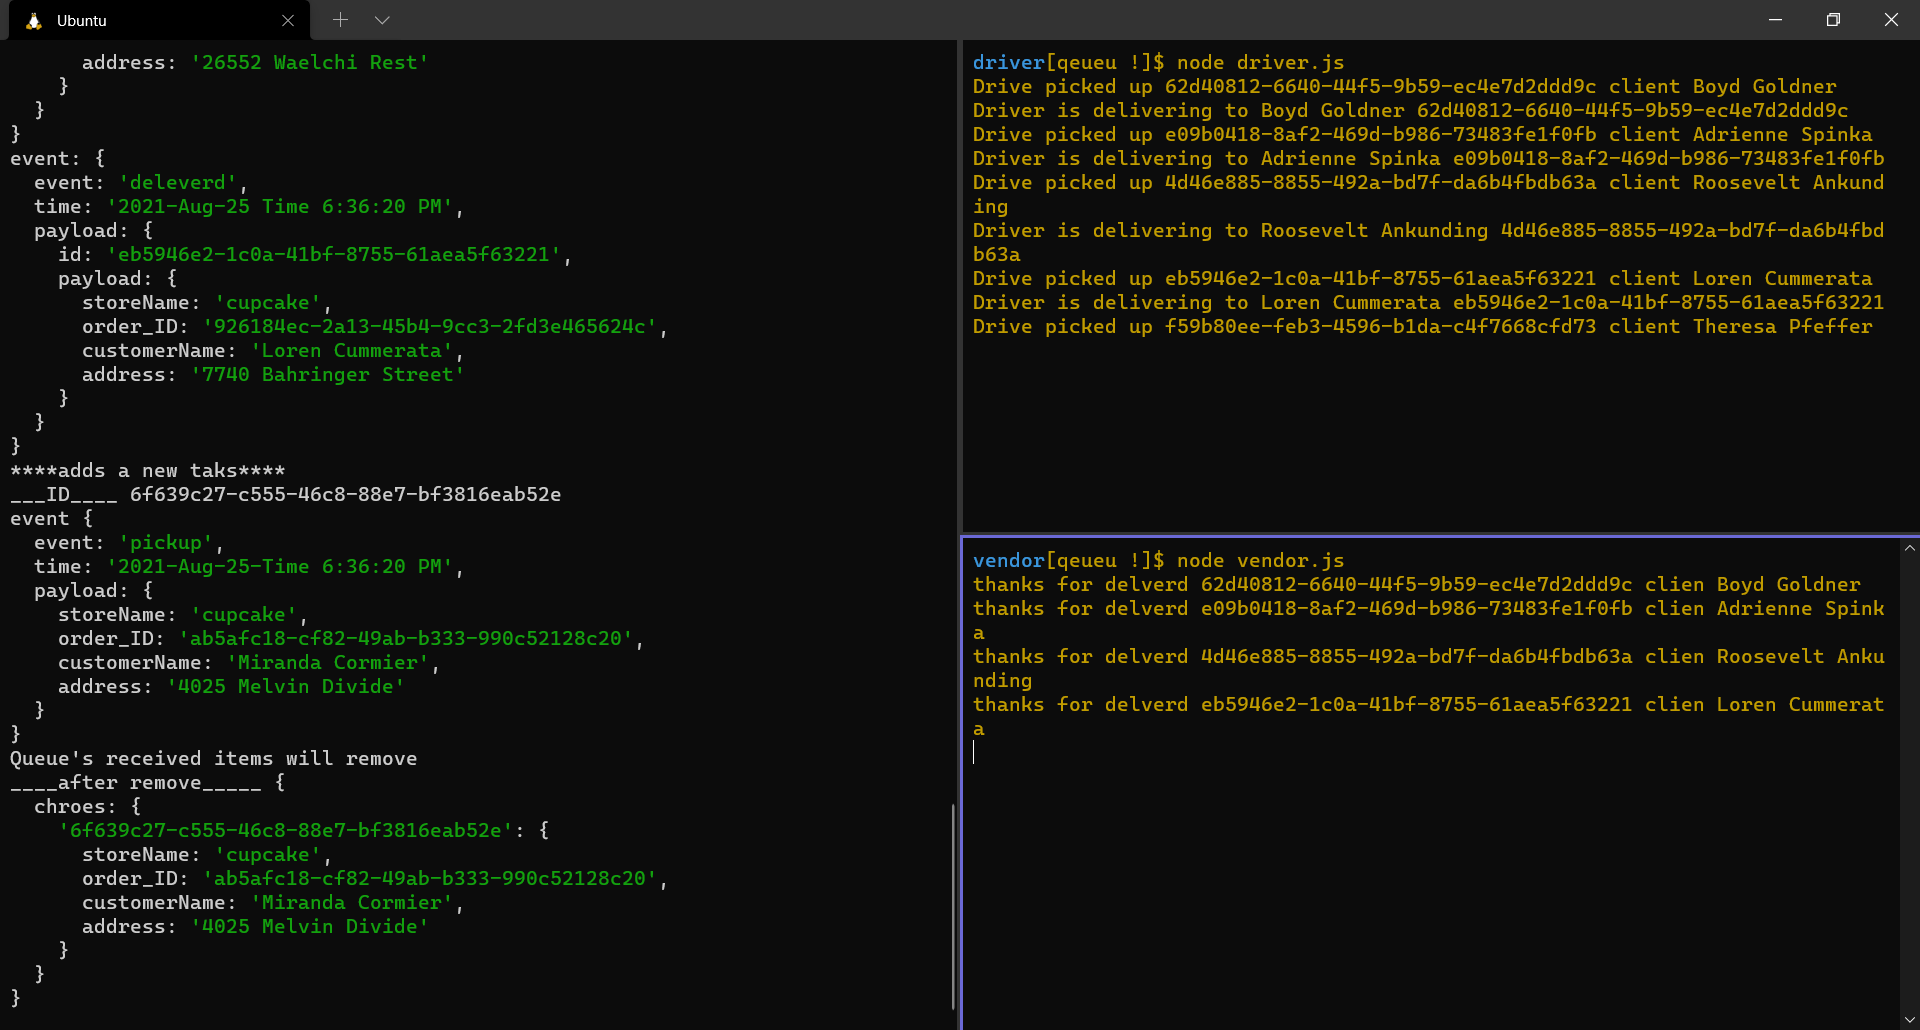 Ubuntu
address: '26552 Waelchi Rest'
}
}
}
event: {
event: 'deleverd',
time: '2021-Aug-25 Time 6:36:20 PM',
payload: {
id: 'eb5946e2-1c0a-41bf-8755-61aea5f63221',
payload: {
storeName: 'cupcake',
order_ID: '926184ec-2a13-45b4-9cc3-2fd3e465624c',
customerName: 'Loren Cummerata',
address: '7740 Bahringer Street'
}
}
}
****adds a new taks****
___ID____ 6f639c27-c555-46c8-88e7-bf3816eab52e
event {
event: 'pickup',
time: '2021-Aug-25-Time 6:36:20 PM',
payload: {
storeName: 'cupcake',
order_ID: 'ab5afc18-cf82-49ab-b333-990c52128c20',
customerName: 'Miranda Cormier',
address: '4025 Melvin Divide'
}
}
Queue's received items will remove
____after remove_____ {
chroes: {
'6f639c27-c555-46c8-88e7-bf3816eab52e': {
storeName: 'cupcake',
order_ID: 'ab5afc18-cf82-49ab-b333-990c52128c20',
customerName: 'Miranda Cormier',
address: '4025 Melvin Divide'
}
}
}
driver[qeueu !]$ node driver.js
Drive picked up 62d40812-6640-44f5-9b59-ec4e7d2ddd9c client Boyd Goldner
Driver is delivering to Boyd Goldner 62d40812-6640-44f5-9b59-ec4e7d2ddd9c
Drive picked up e09b0418-8af2-469d-b986-73483fe1f0fb client Adrienne Spinka
Driver is delivering to Adrienne Spinka e09b0418-8af2-469d-b986-73483fe1f0fb
Drive picked up 4d46e885-8855-492a-bd7f-da6b4fbdb63a client Roosevelt Ankund
ing
Driver is delivering to Roosevelt Ankunding 4d46e885-8855-492a-bd7f-da6b4fbd
b63a
Drive picked up eb5946e2-1c0a-41bf-8755-61aea5f63221 client Loren Cummerata
Driver is delivering to Loren Cummerata eb5946e2-1c0a-41bf-8755-61aea5f63221
Drive picked up f59b80ee-feb3-4596-b1da-c4f7668cfd73 client Theresa Pfeffer
vendor[qeueu !]$ node vendor.js
thanks for delverd 62d40812-6640-44f5-9b59-ec4e7d2ddd9c clien Boyd Goldner
thanks for delverd e09b0418-8af2-469d-b986-73483fe1f0fb clien Adrienne Spink
a
thanks for delverd 4d46e885-8855-492a-bd7f-da6b4fbdb63a clien Roosevelt Anku
nding
thanks for delverd eb5946e2-1c0a-41bf-8755-61aea5f63221 clien Loren Cummerat
a